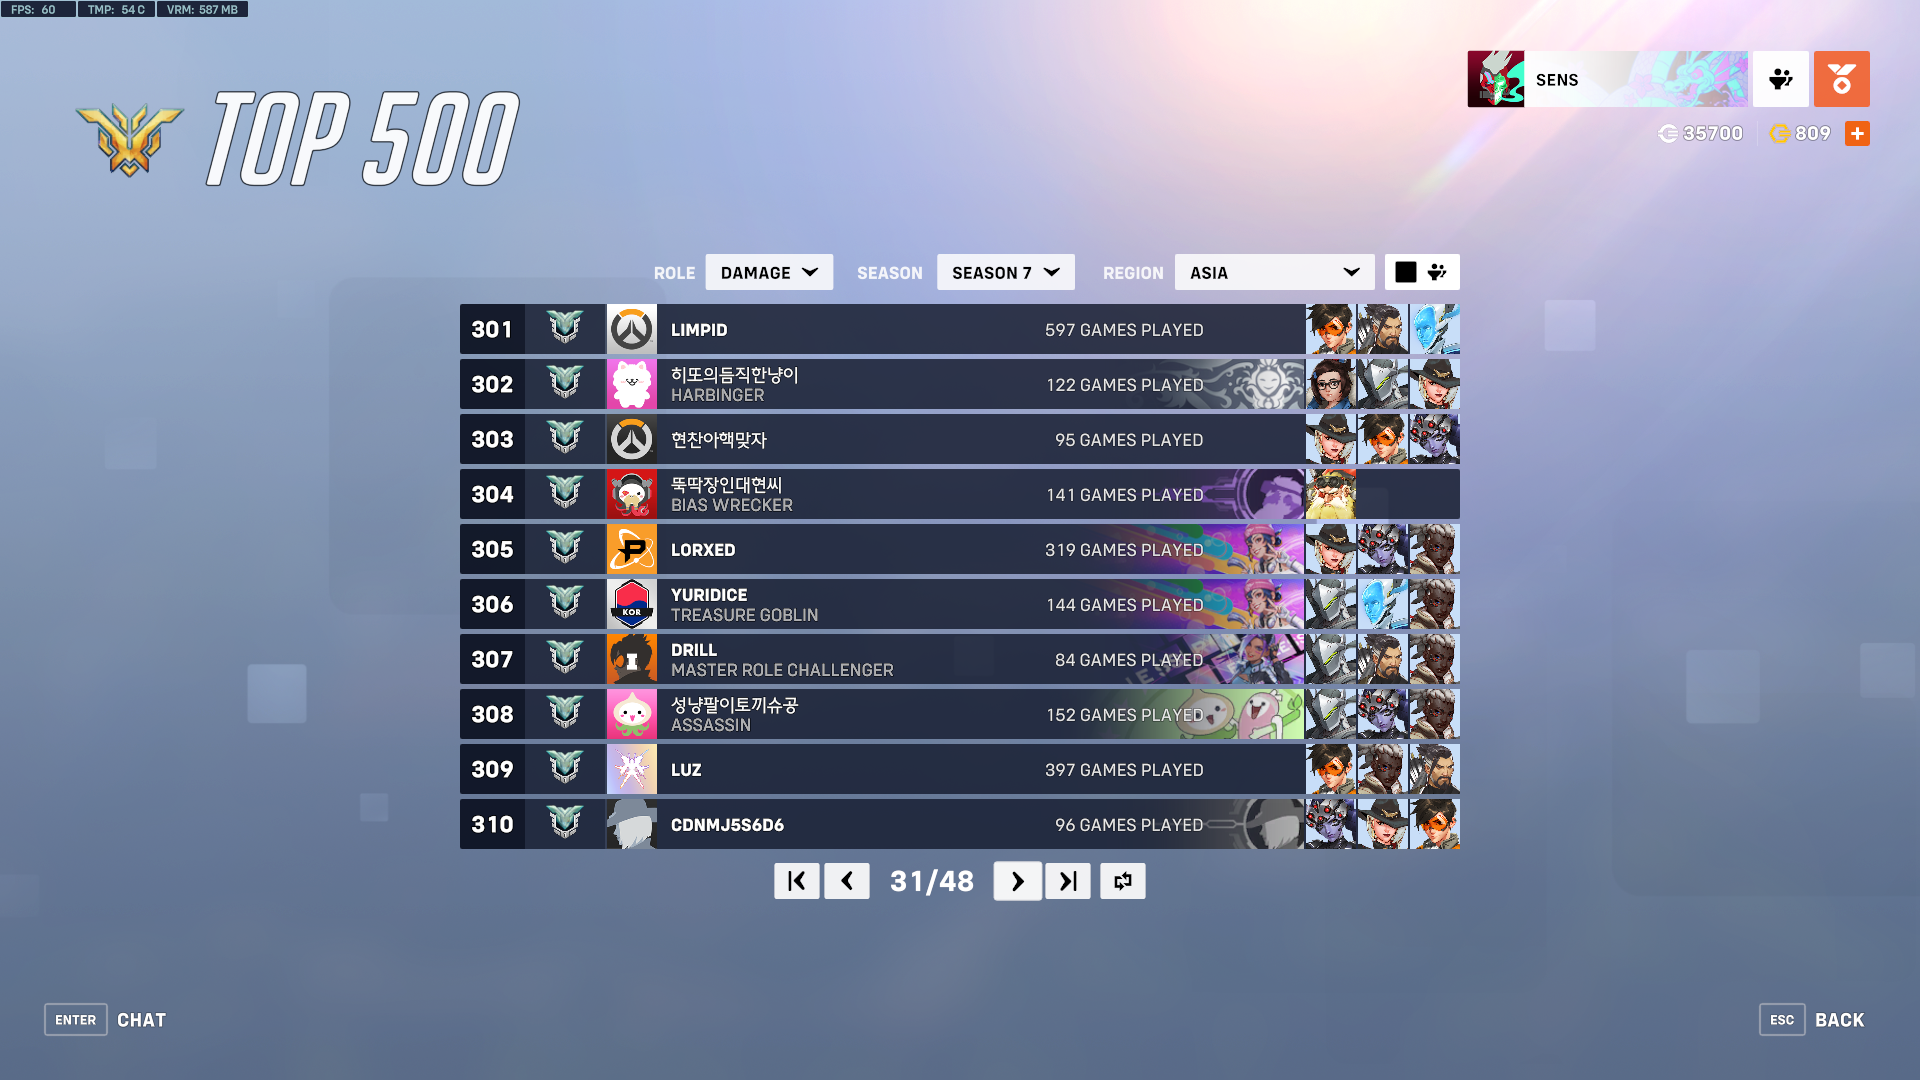 FPS: 60 TMP: 54 C VRM: 587 MB
TOP 500
SENS
35700 809
ROLE DAMAGE SEASON SEASON 7 REGION ASIA
301 LIMPID 597 GAMES PLAYED
302 히또의듬직한냥이 122 GAMES PLAYED
HARBINGER
303 현찬아핵맞자 95 GAMES PLAYED
304 뚝딱장인대현씨 141 GAMES PLAYED
BIAS WRECKER
305 LORXED 319 GAMES PLAYED
306 YURIDICE 144 GAMES PLAYED
TREASURE GOBLIN
KOR
307 DRILL 84 GAMES PLAYED
MASTER ROLE CHALLENGER
308 성냥팔이토끼슈공 152 GAMES PLAYED
ASSASSIN
309 LUZ 397 GAMES PLAYED
310 CDNMJ5S6D6 96 GAMES PLAYED
31/48
ENTER CHAT
ESC BACK